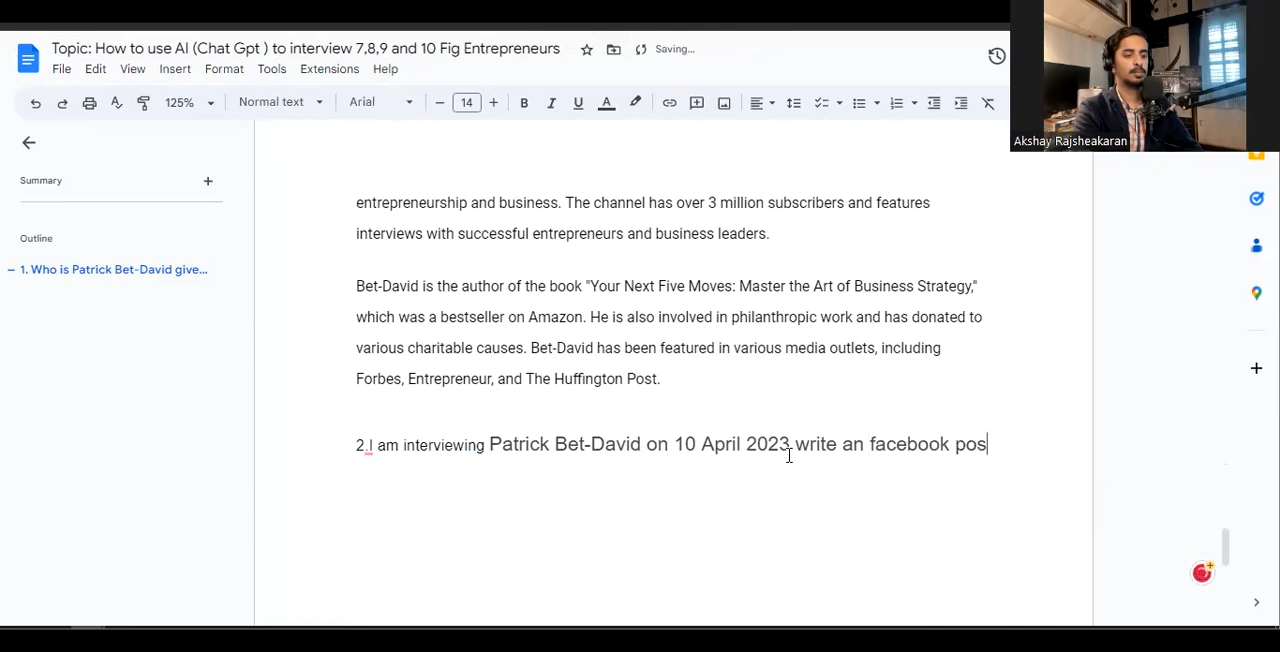 Topic: How to use AI (Chat Gpt ) to interview 7,8,9 and 10 Fig Entrepreneurs
Saving...
File Edit View Insert Format Tools Extensions Help
125% Normal text Arial 14 B I U A
Akshay Rajsheakaran
Summary
Outline
1. Who is Patrick Bet-David give...
entrepreneurship and business. The channel has over 3 million subscribers and features
interviews with successful entrepreneurs and business leaders.
Bet-David is the author of the book "Your Next Five Moves: Master the Art of Business Strategy,"
which was a bestseller on Amazon. He is also involved in philanthropic work and has donated to
various charitable causes. Bet-David has been featured in various media outlets, including
Forbes, Entrepreneur, and The Huffington Post.
2.I am interviewing Patrick Bet-David on 10 April 2023 write an facebook pos